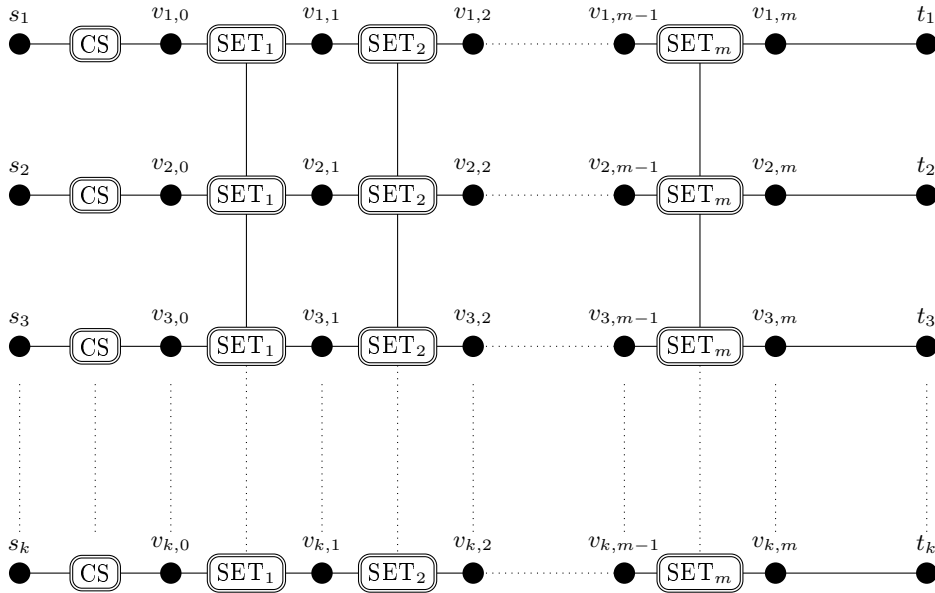 s₁ v₁,₀ v₁,₁ v₁,₂ v₁,ₘ₋₁ v₁,ₘ t₁
CS SET₁ SET₂ SETₘ
s₂ v₂,₀ v₂,₁ v₂,₂ v₂,ₘ₋₁ v₂,ₘ t₂
CS SET₁ SET₂ SETₘ
s₃ v₃,₀ v₃,₁ v₃,₂ v₃,ₘ₋₁ v₃,ₘ t₃
CS SET₁ SET₂ SETₘ
sₖ vₖ,₀ vₖ,₁ vₖ,₂ vₖ,ₘ₋₁ vₖ,ₘ tₖ
CS SET₁ SET₂ SETₘ